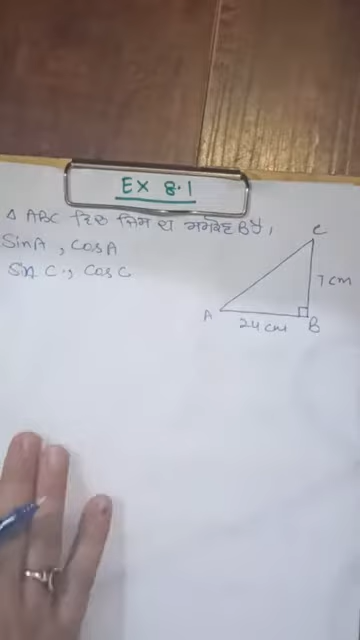 EX 8.1
Δ ABC ਵਿਚ ਜਿਸ ਦਾ ਸਮਕੋਣ B ਹੈ ।
SinA , CosA
Sin C , Cos C
C
7 cm
A
24 cm
B